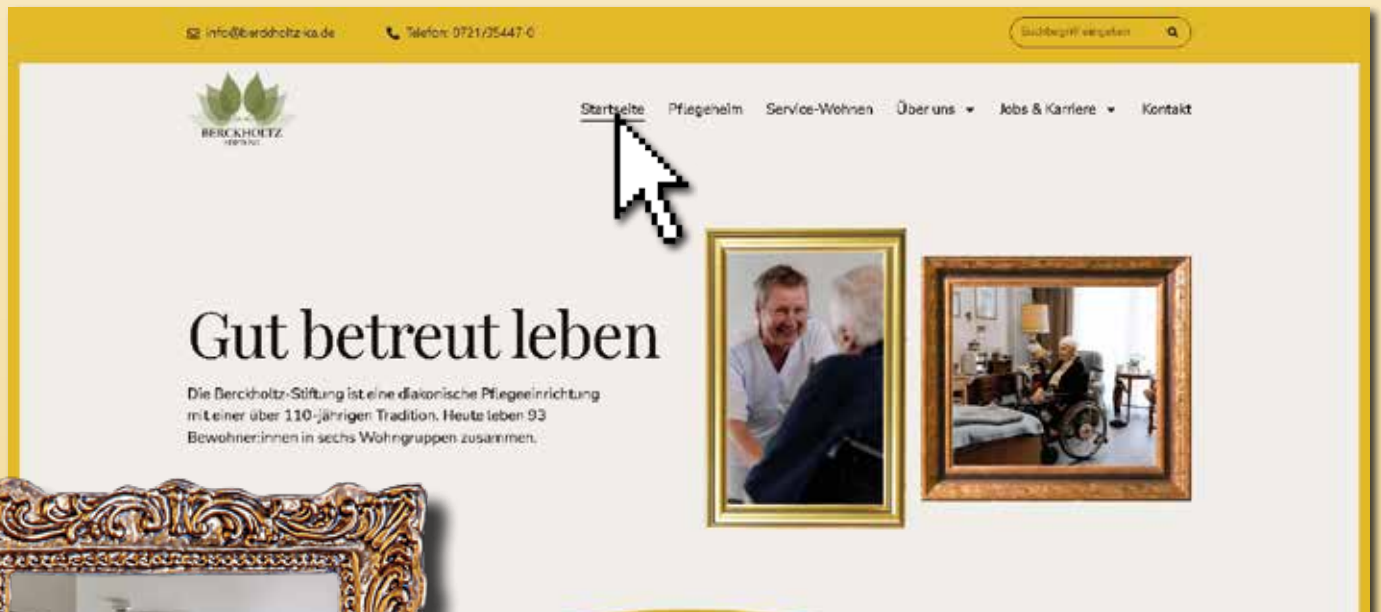 info@berckholtz-ka.de
Telefon: 0721/35447-0
Suchbegriff eingeben
BERCKHOLTZ
STIFTUNG
Startseite
Pflegeheim
Service-Wohnen
Über uns
Jobs & Karriere
Kontakt
Gut betreut leben
Die Berckholtz-Stiftung ist eine diakonische Pflegeeinrichtung
mit einer über 110-jährigen Tradition. Heute leben 93
Bewohner:innen in sechs Wohngruppen zusammen.